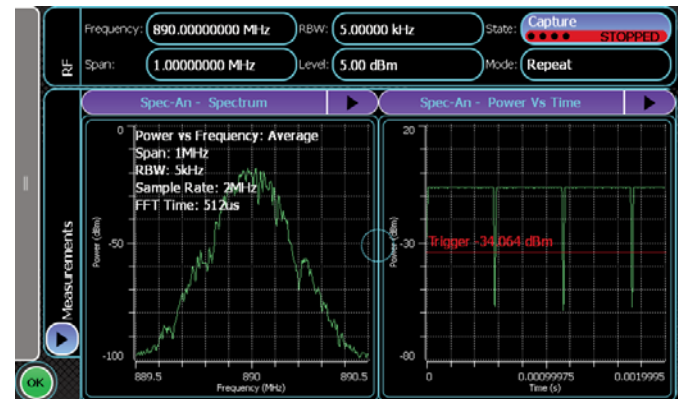 Frequency: 890.00000000 MHz RBW: 5.00000 kHz State: Capture
STOPPED
RF
Span: 1.00000000 MHz Level: 5.00 dBm Mode: Repeat
Spec-An - Spectrum
Spec-An - Power Vs Time
Measurements
0
Power vs Frequency: Average
Span: 1MHz
RBW: 5kHz
Sample Rate: 2MHz
FFT Time: 512us
Power (dBm)
-50
-100
889.5 890 890.5
Frequency (MHz)
20
Power (dBm)
-30
Trigger -34.064 dBm
-80
0 0.00099975 0.0019995
Time (s)
OK